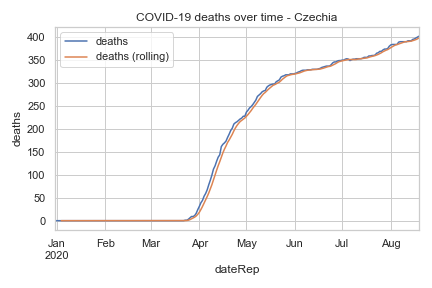 COVID-19 deaths over time - Czechia
deaths
deaths (rolling)
400
350
300
250
200
150
100
50
0
deaths
Jan
2020
Feb
Mar
Apr
May
Jun
Jul
Aug
dateRep